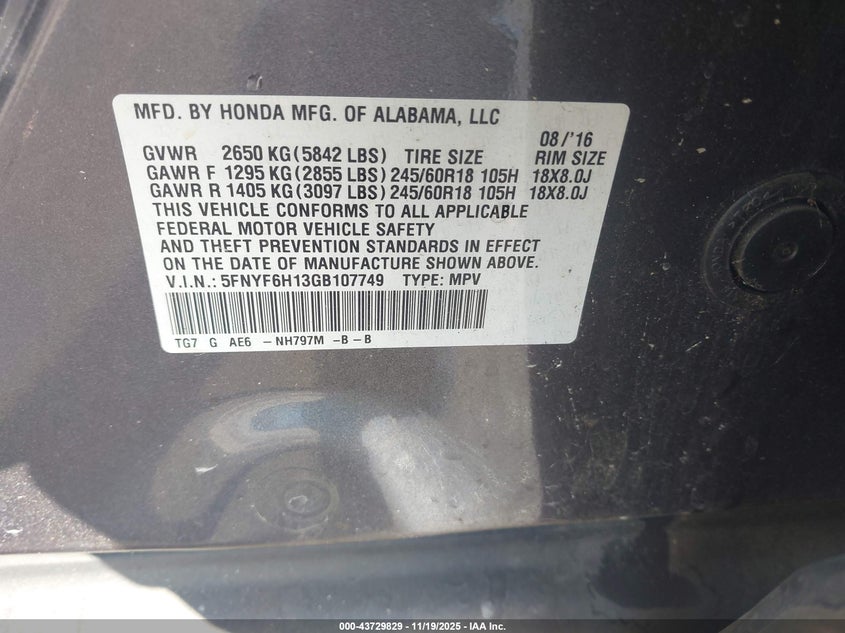 MFD. BY HONDA MFG. OF ALABAMA, LLC
08/'16
GVWR 2650 KG(5842 LBS) TIRE SIZE RIM SIZE
GAWR F 1295 KG(2855 LBS) 245/60R18 105H 18X8.0J
GAWR R 1405 KG(3097 LBS) 245/60R18 105H 18X8.0J
THIS VEHICLE CONFORMS TO ALL APPLICABLE
FEDERAL MOTOR VEHICLE SAFETY
AND THEFT PREVENTION STANDARDS IN EFFECT
ON THE DATE OF MANUFACTURE SHOWN ABOVE.
V.I.N.: 5FNYF6H13GB107749 TYPE: MPV
TG7 G AE6 -NH797M -B-B
000-43729829 | 11/19/2025 - IAA Inc.